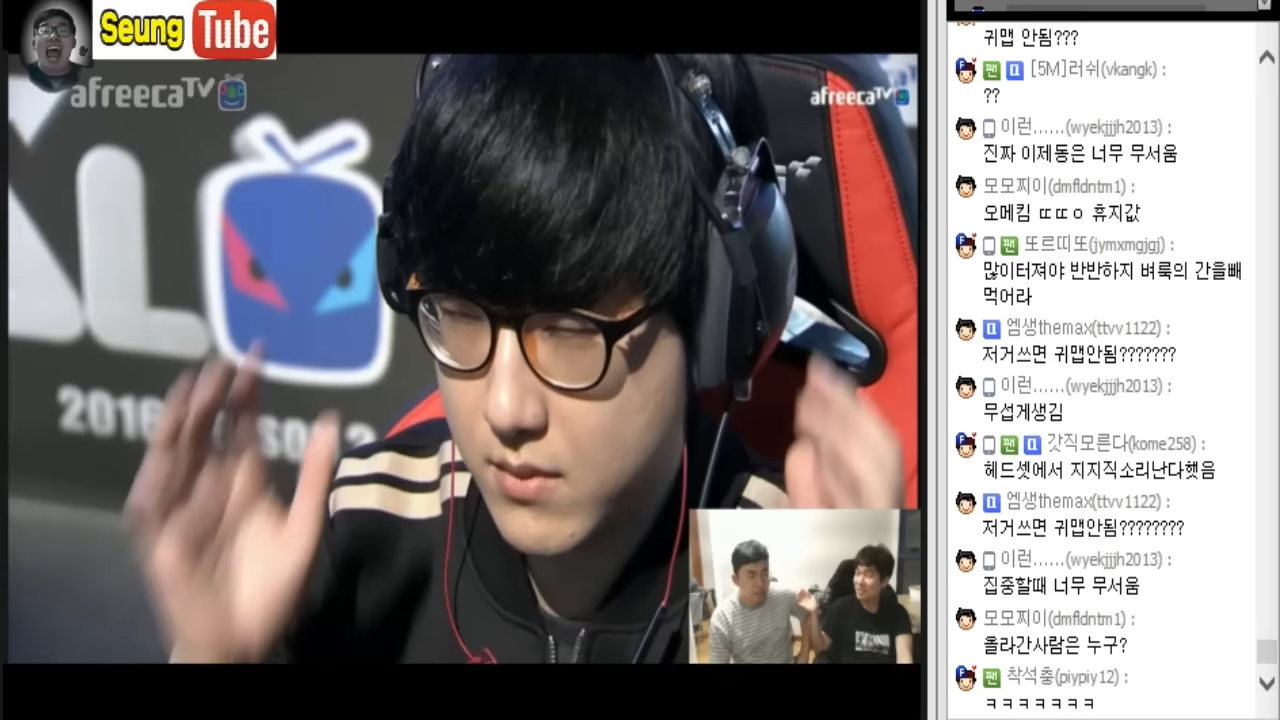 Seung Tube
afreecaTV
afreecaTV
AL
2016
귀맵 안됨???
[5M]러쉬(vkangk) :
??
이런......(wyekjjjh2013) :
진짜 이제동은 너무 무서움
모모찌이(dmfldntm1) :
오메킴 ㄸㄸㅇ 휴지값
또르띠또(jymxmgjgj) :
많이터져야 반반하지 벼룩의 간을빼
먹어라
엠생themax(ttvv1122) :
저거쓰면 귀맵안됨???????
이런......(wyekjjjh2013) :
무섭게생김
갓직모른다(kome258) :
헤드셋에서 지지직소리난다했음
엠생themax(ttvv1122) :
저거쓰면 귀맵안됨????????
이런......(wyekjjjh2013) :
집중할때 너무 무서움
모모찌이(dmfldntm1) :
올라간사람은 누구?
착석충(piypiy12) :
ㅋㅋㅋㅋㅋㅋㅋ